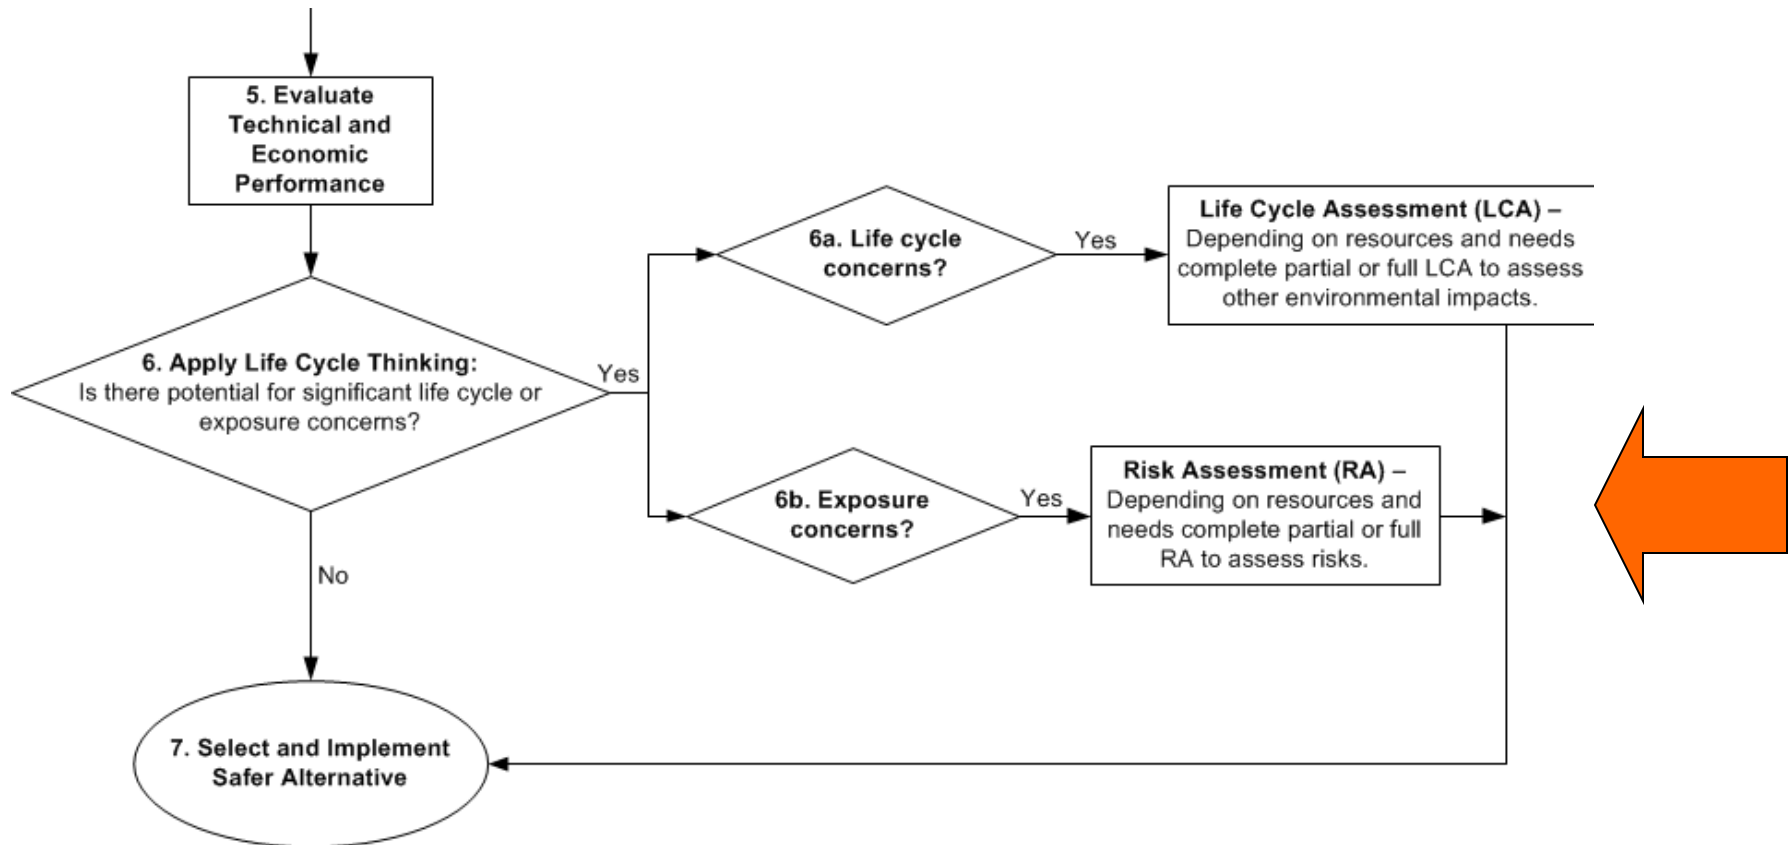 5. Evaluate
Technical and
Economic
Performance
6. Apply Life Cycle Thinking:
Is there potential for significant life cycle or
exposure concerns?
Yes
No
6a. Life cycle
concerns?
Yes
Life Cycle Assessment (LCA) –
Depending on resources and needs
complete partial or full LCA to assess
other environmental impacts.
6b. Exposure
concerns?
Yes
Risk Assessment (RA) –
Depending on resources and
needs complete partial or full
RA to assess risks.
7. Select and Implement
Safer Alternative